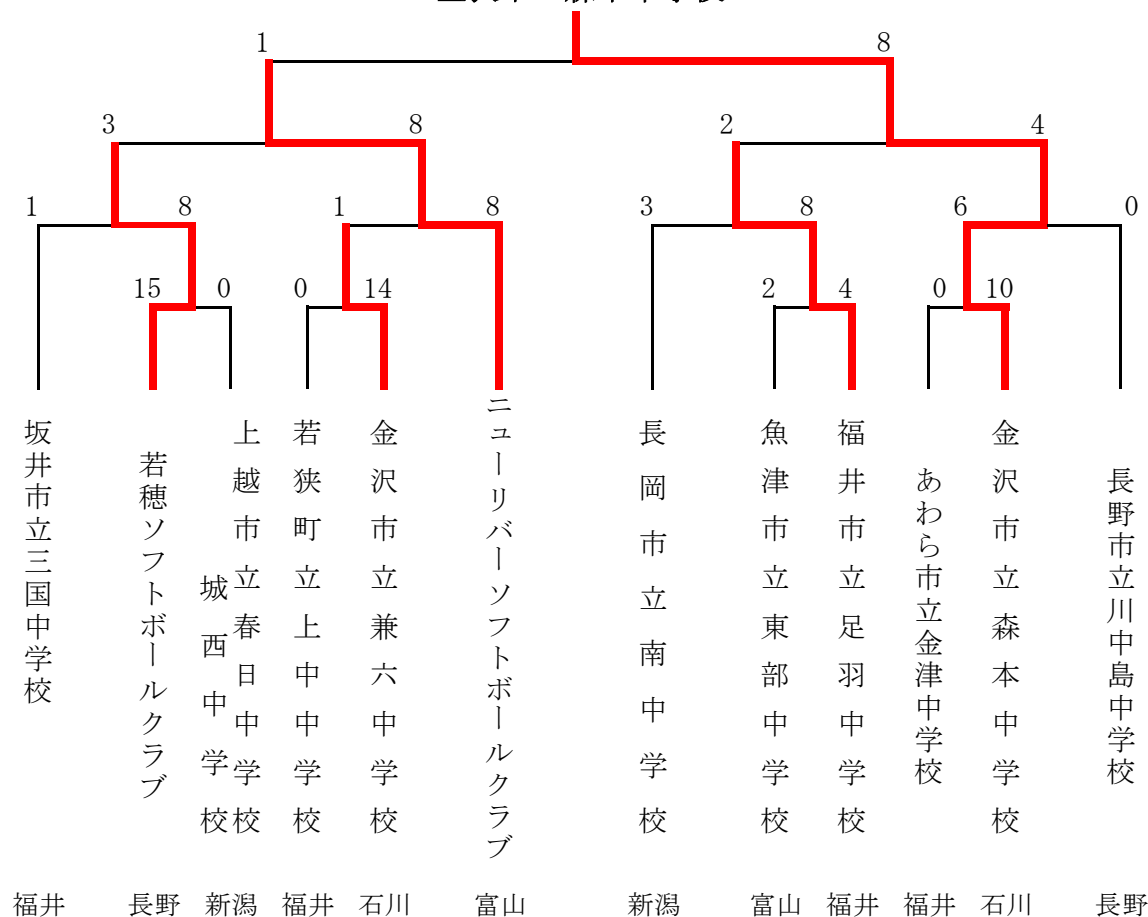 1 8
3 8 2 4
1 8 1 8 3 8 6 0
15 0 0 14 2 4 0 10
坂井市立三国中学校
若穂ソフトボールクラブ
上越市立春日中学校
城西中学校
若狭町立上中中学校
金沢市立兼六中学校
ニューリバーソフトボールクラブ
長岡市立南中学校
魚津市立東部中学校
福井市立足羽中学校
あわら市立金津中学校
金沢市立森本中学校
長野市立川中島中学校
福井 長野 新潟 福井 石川 富山 新潟 富山 福井 福井 石川 長野